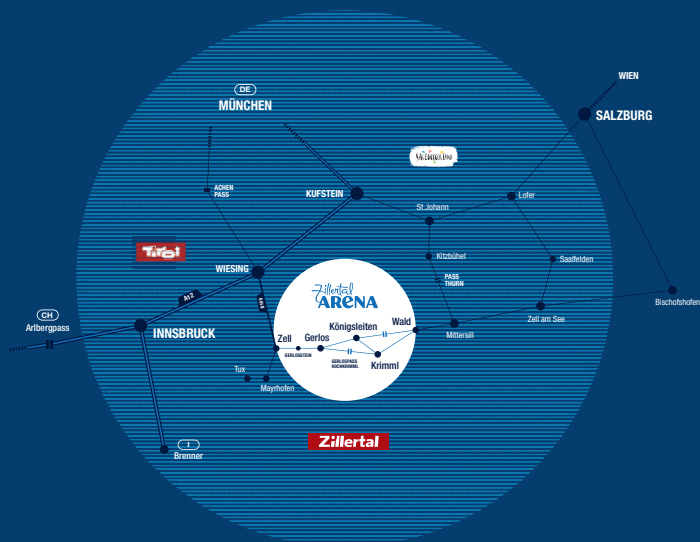 WIEN
DE
MÜNCHEN
SALZBURG
ACHEN
PASS
KUFSTEIN
Lofer
St.Johann
Tirol
Kitzbühel
Saalfelden
WIESING
PASS
THURN
A12
Zillertal
ARENA
Bischofshofen
CH
Arlbergpass
INNSBRUCK
Königsleiten
Wald
Zell am See
Mittersill
Zell
Gerlos
GERLOSSTEIN
GERLOSPASS
HOCHKRIMML
Krimml
Tux
Mayrhofen
Zillertal
I
Brenner